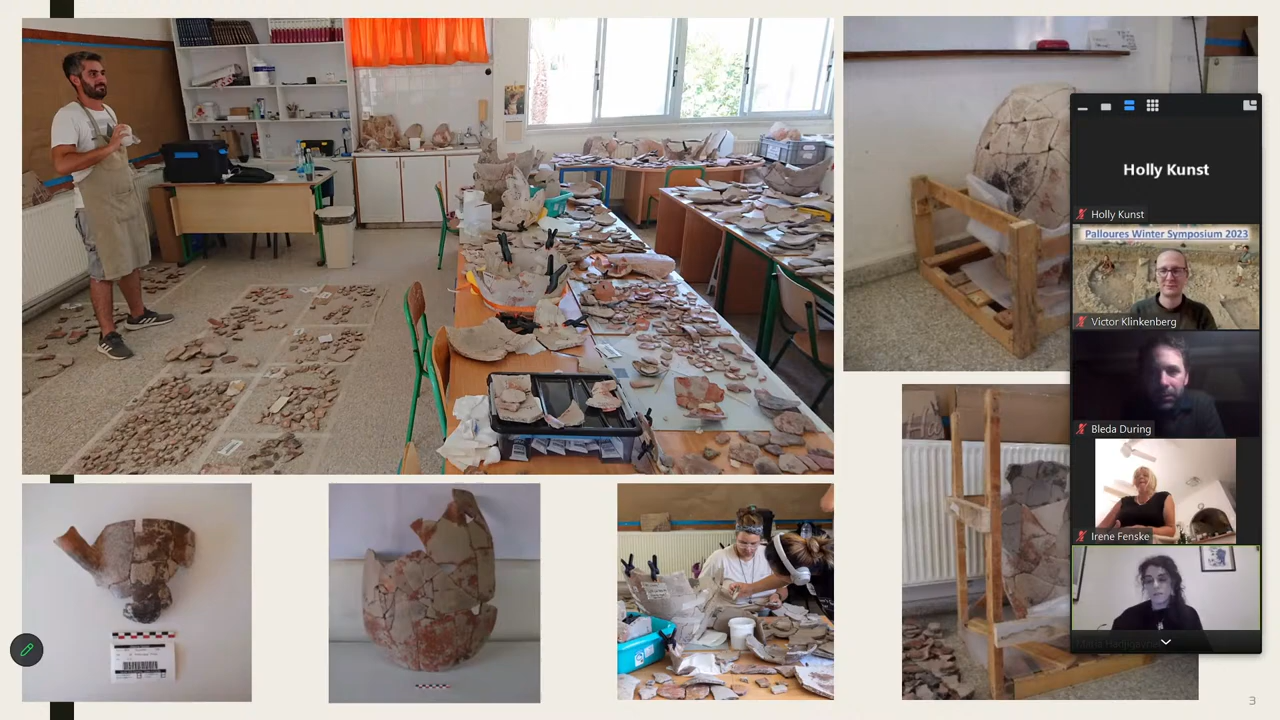 Holly Kunst
Holly Kunst
Palloures Winter Symposium 2023
Victor Klinkenberg
Bleda During
Irene Fenske
3